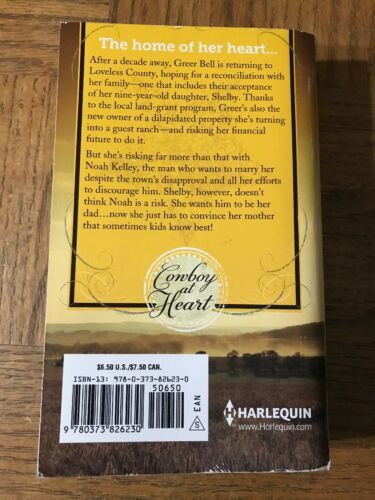 The home of her heart...
After a decade away, Greer Bell is returning to
Loveless County, hoping for a reconciliation with
her family—one that includes their acceptance
of her nine-year-old daughter, Shelby. Thanks
to the local land-grant program, Greer's also the
new owner of a dilapidated property she's turning
into a guest ranch—and risking her financial
future to do it.
But she's risking far more than that with
Noah Kelley, the man who wants to marry her
despite the town's disapproval and all her efforts
to discourage him. Shelby, however, doesn't
think Noah is a risk. She wants him to be her
dad...now she just has to convince her mother
that sometimes kids know best!
Cowboy
at
Heart
$6.50 U.S./$7.50 CAN.
ISBN-13: 978-0-373-82623-0
50650
9 780373 826230
S
EAN
HARLEQUIN
www.Harlequin.com